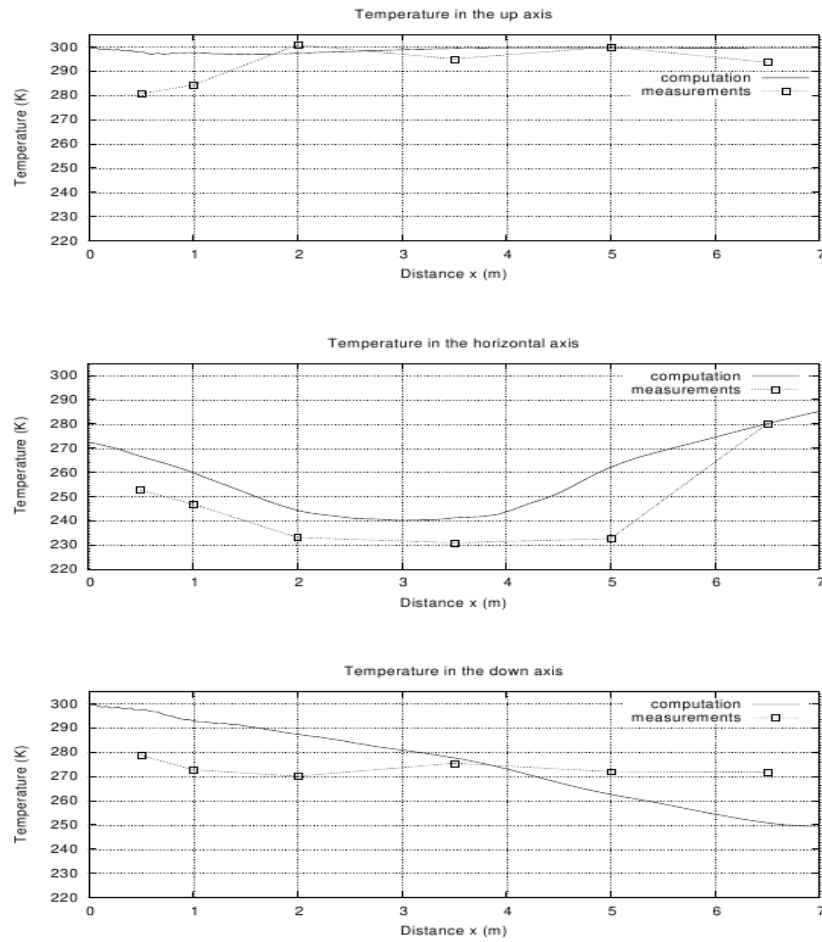 Temperature in the up axis
Temperature (K)
300
290
280
270
260
250
240
230
220
computation
measurements
0 1 2 3 4 5 6 7
Distance x (m)
Temperature in the horizontal axis
Temperature (K)
300
290
280
270
260
250
240
230
220
computation
measurements
0 1 2 3 4 5 6 7
Distance x (m)
Temperature in the down axis
Temperature (K)
300
290
280
270
260
250
240
230
220
computation
measurements
0 1 2 3 4 5 6 7
Distance x (m)